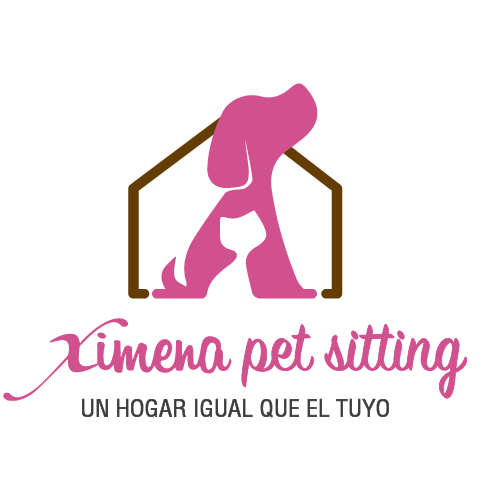 Ximena pet sitting
UN HOGAR IGUAL QUE EL TUYO